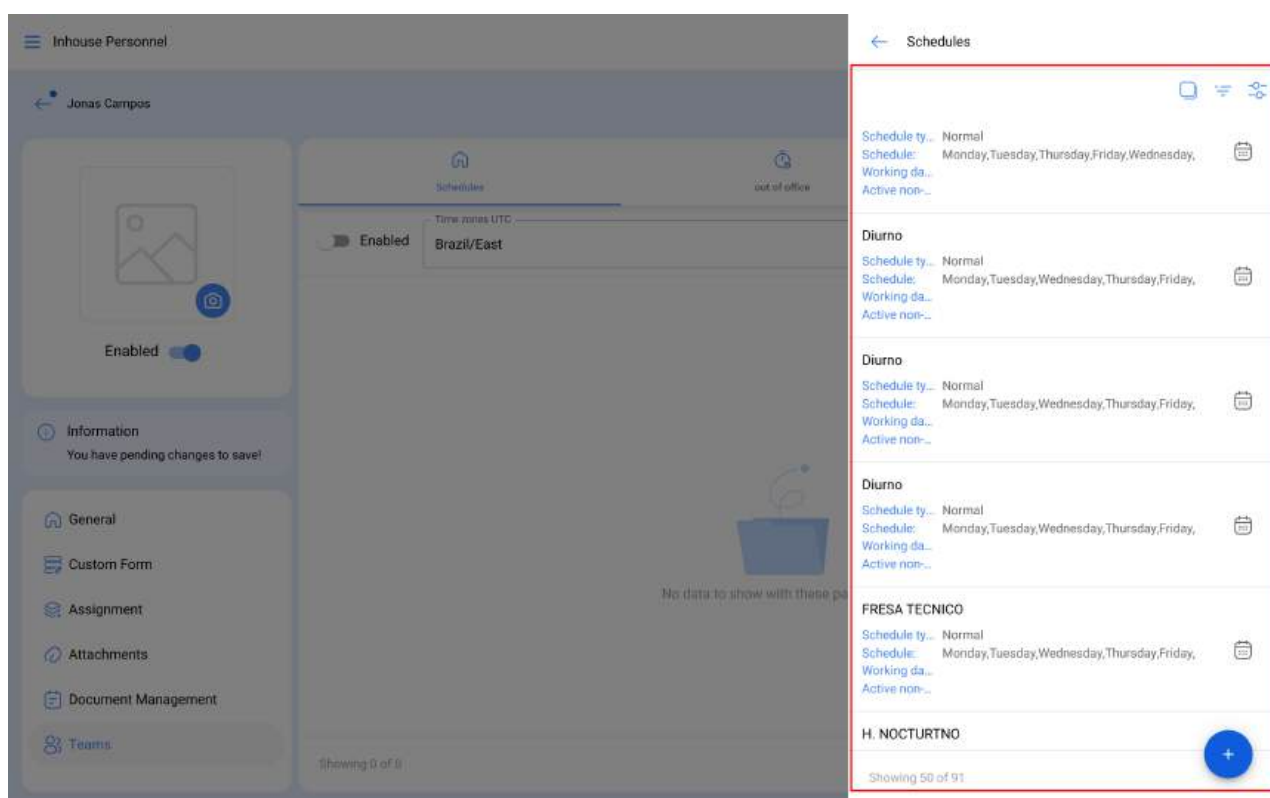 Inhouse Personnel
Jonas Campos
Enabled
Information
You have pending changes to save!
General
Custom Form
Assignment
Attachments
Document Management
Teams
Schedules
out of office
Enabled
Time zones UTC
Brazil/East
No data to show with these pa
Showing 0 of 0
Schedules
Schedule ty... Normal
Schedule: Monday,Tuesday,Thursday,Friday,Wednesday,
Working da...
Active non-...
Diurno
Schedule ty... Normal
Schedule: Monday,Tuesday,Wednesday,Thursday,Friday,
Working da...
Active non-...
Diurno
Schedule ty... Normal
Schedule: Monday,Tuesday,Wednesday,Thursday,Friday,
Working da...
Active non-...
Diurno
Schedule ty... Normal
Schedule: Monday,Tuesday,Wednesday,Thursday,Friday,
Working da...
Active non-...
FRESA TECNICO
Schedule ty... Normal
Schedule: Monday,Tuesday,Wednesday,Thursday,Friday,
Working da...
Active non-...
H. NOCTURTNO
Showing 50 of 91